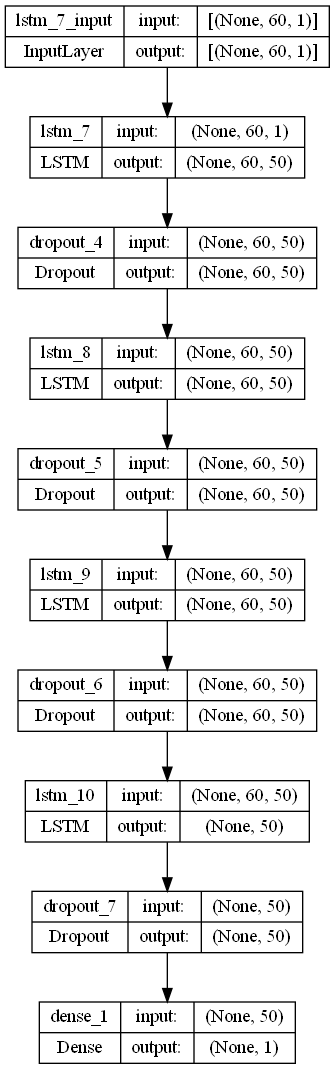 lstm_7_input input: [(None, 60, 1)]
InputLayer output: [(None, 60, 1)]
lstm_7 input: (None, 60, 1)
LSTM output: (None, 60, 50)
dropout_4 input: (None, 60, 50)
Dropout output: (None, 60, 50)
lstm_8 input: (None, 60, 50)
LSTM output: (None, 60, 50)
dropout_5 input: (None, 60, 50)
Dropout output: (None, 60, 50)
lstm_9 input: (None, 60, 50)
LSTM output: (None, 60, 50)
dropout_6 input: (None, 60, 50)
Dropout output: (None, 60, 50)
lstm_10 input: (None, 60, 50)
LSTM output: (None, 50)
dropout_7 input: (None, 50)
Dropout output: (None, 50)
dense_1 input: (None, 50)
Dense output: (None, 1)